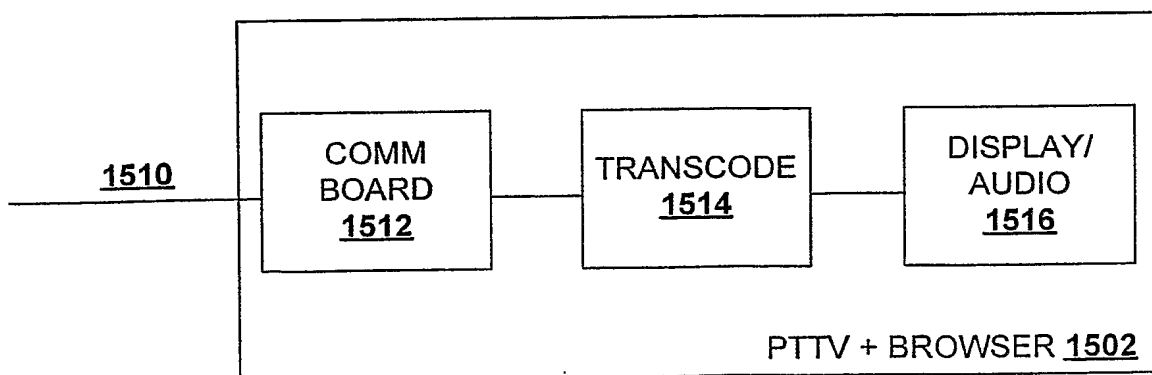 1510
COMM
BOARD
1512
TRANSCODE
1514
DISPLAY/
AUDIO
1516
PTTV + BROWSER 1502